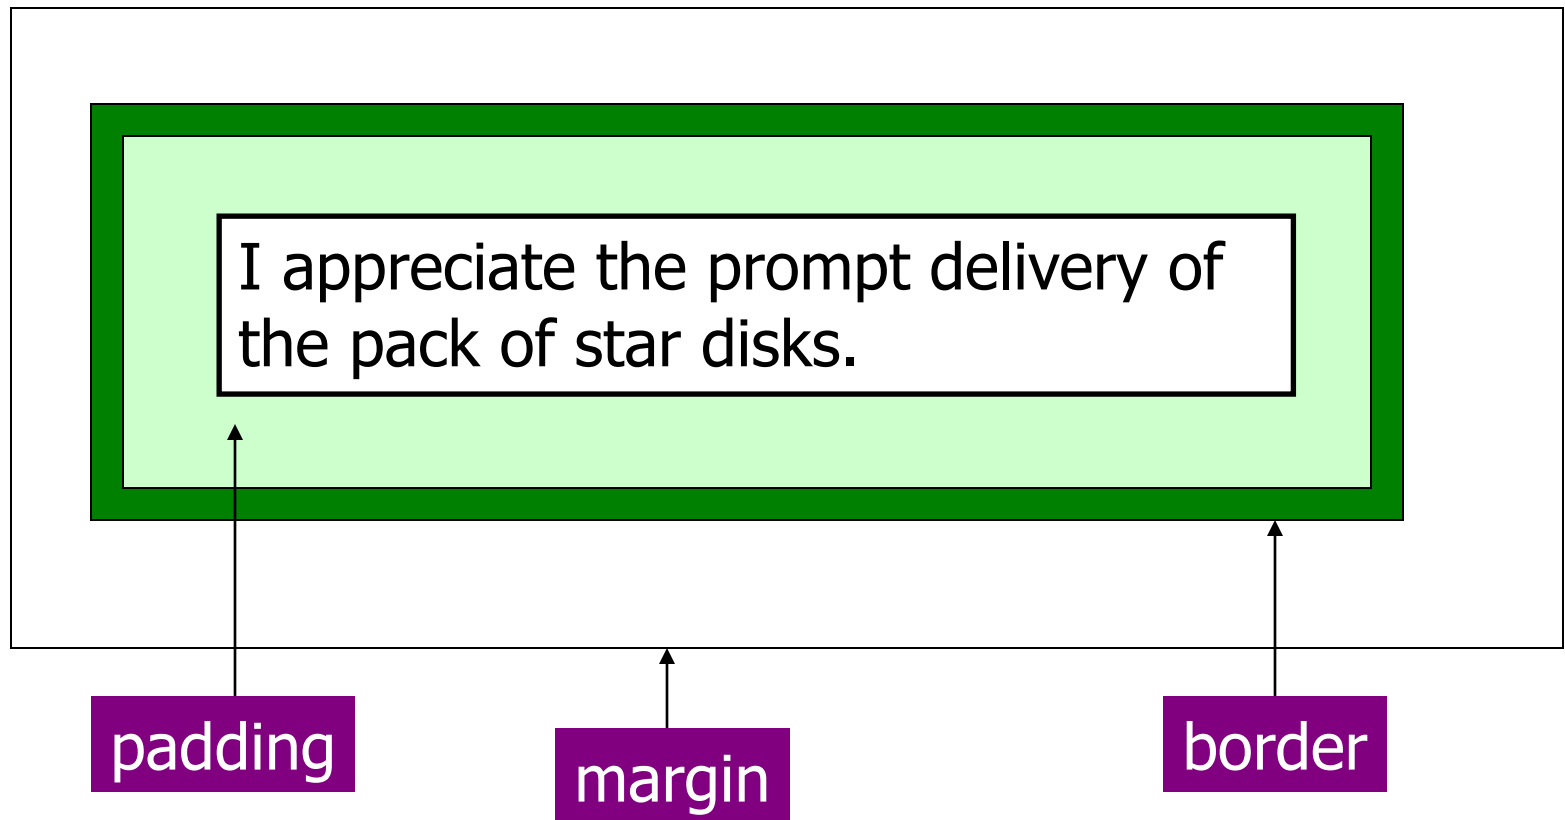 I appreciate the prompt delivery of
the pack of star disks.
padding
margin
border